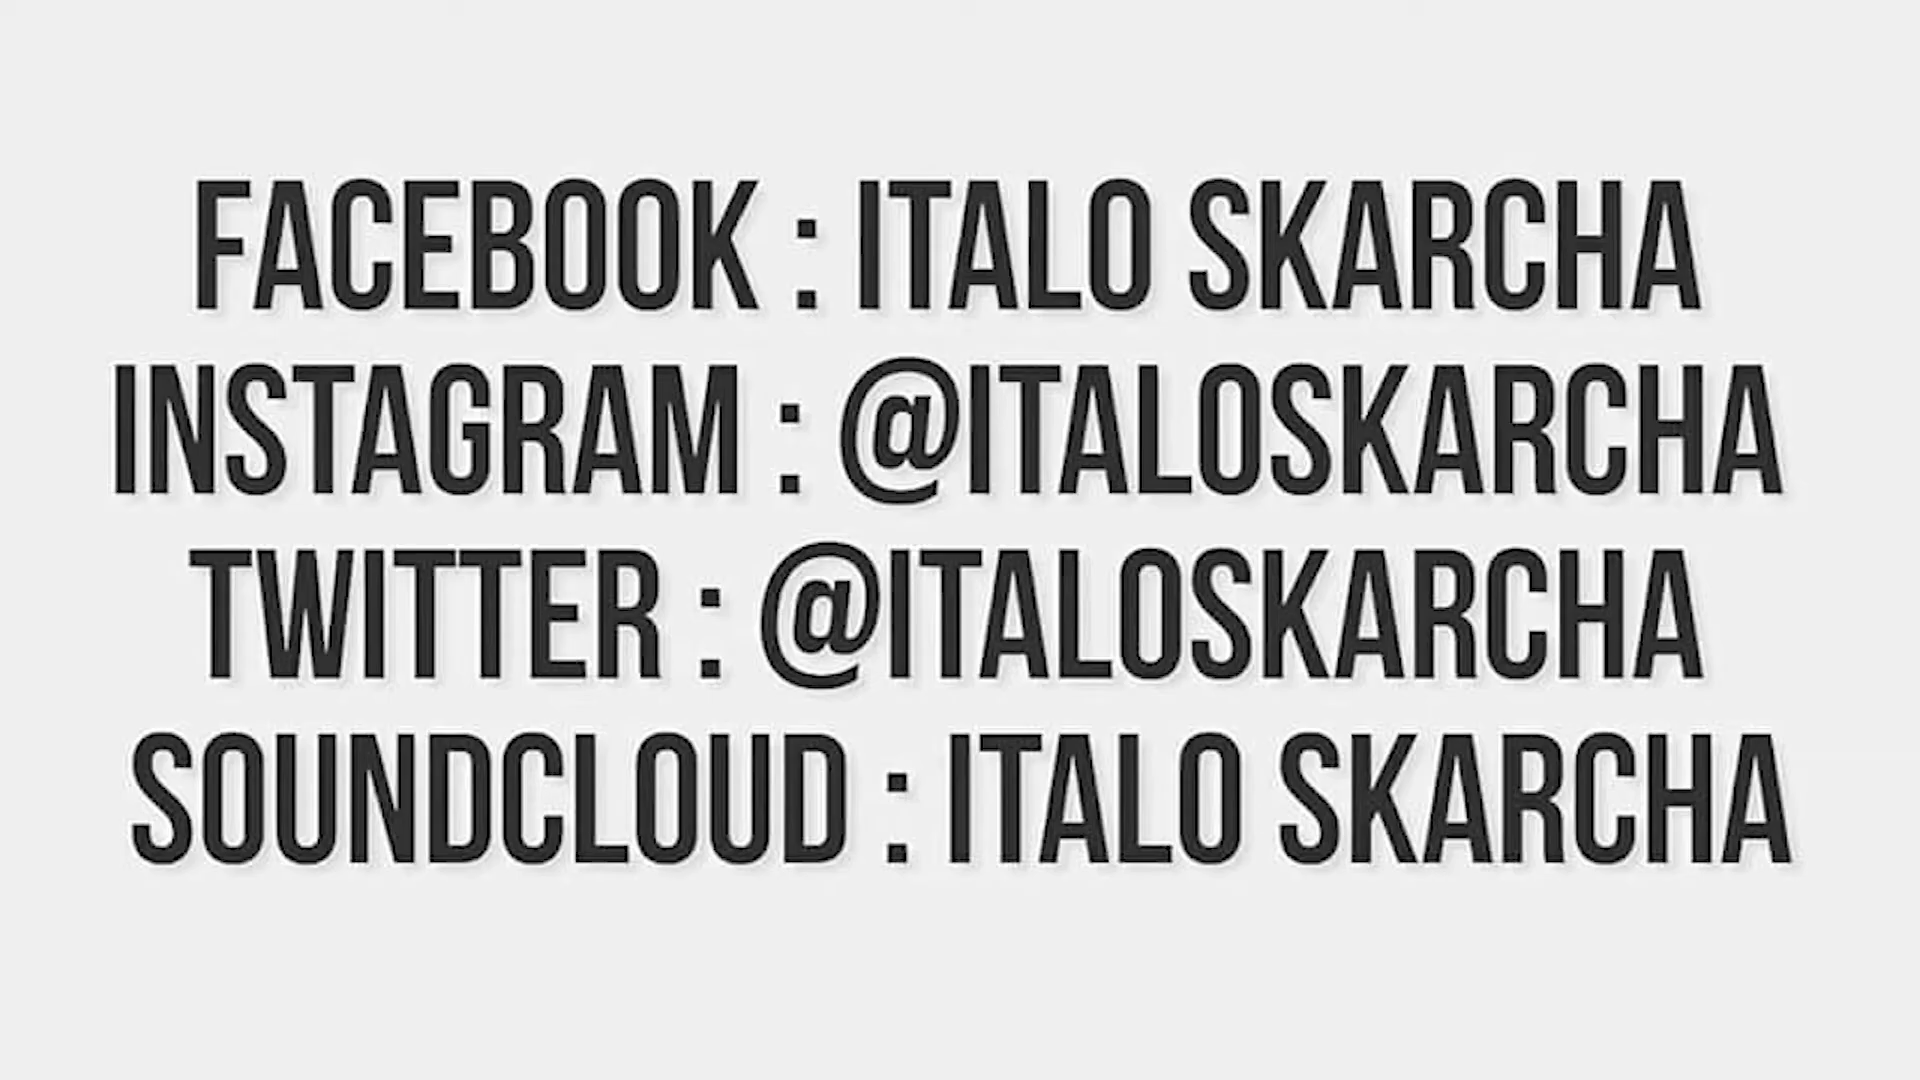 FACEBOOK : ITALO SKARCHA
INSTAGRAM : @ITALOSKARCHA
TWITTER : @ITALOSKARCHA
SOUNDCLOUD : ITALO SKARCHA